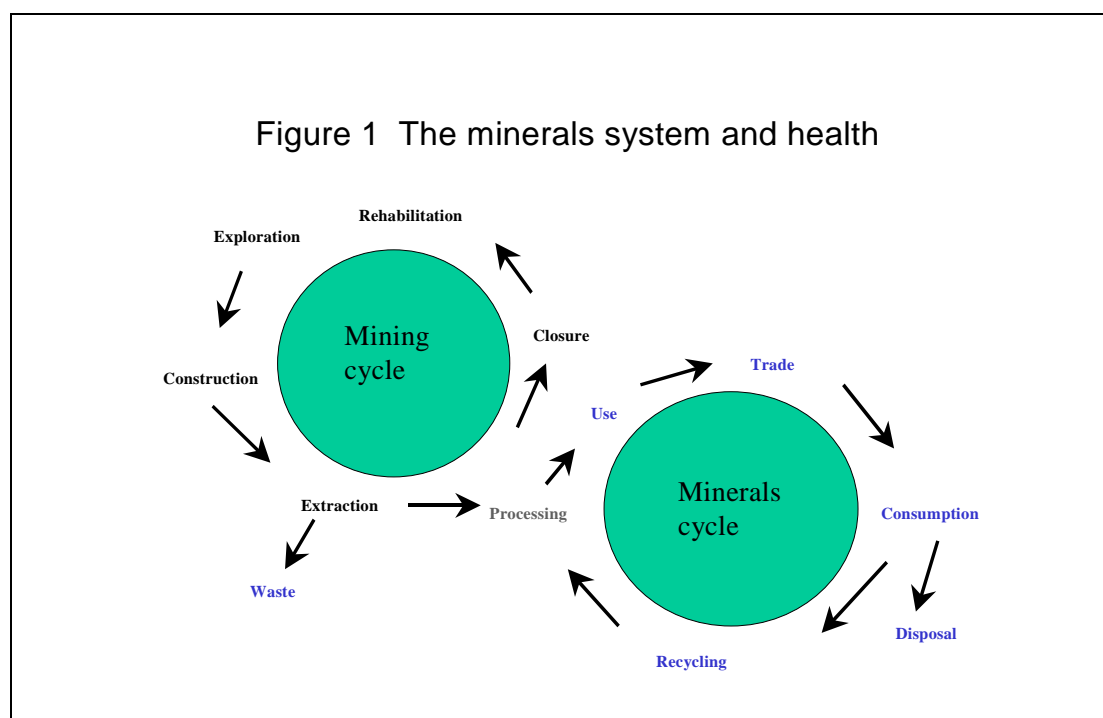 Figure 1 The minerals system and health
Rehabilitation
Exploration
Mining
cycle
Closure
Construction
Trade
Use
Extraction
Processing
Minerals
cycle
Consumption
Waste
Disposal
Recycling